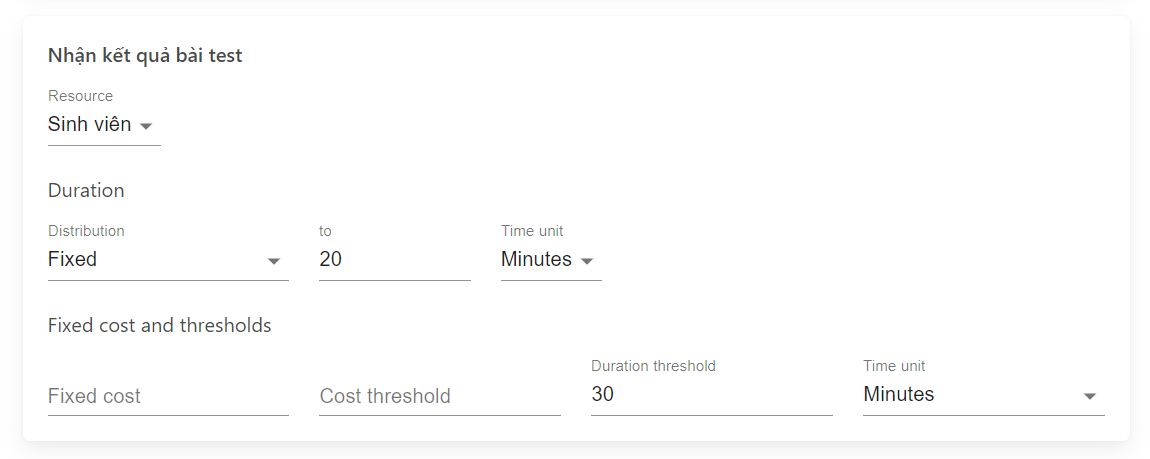 Nhận kết quả bài test
Resource
Sinh viên
Duration
Distribution to Time unit
Fixed 20 Minutes
Fixed cost and thresholds
Duration threshold Time unit
Fixed cost Cost threshold 30 Minutes